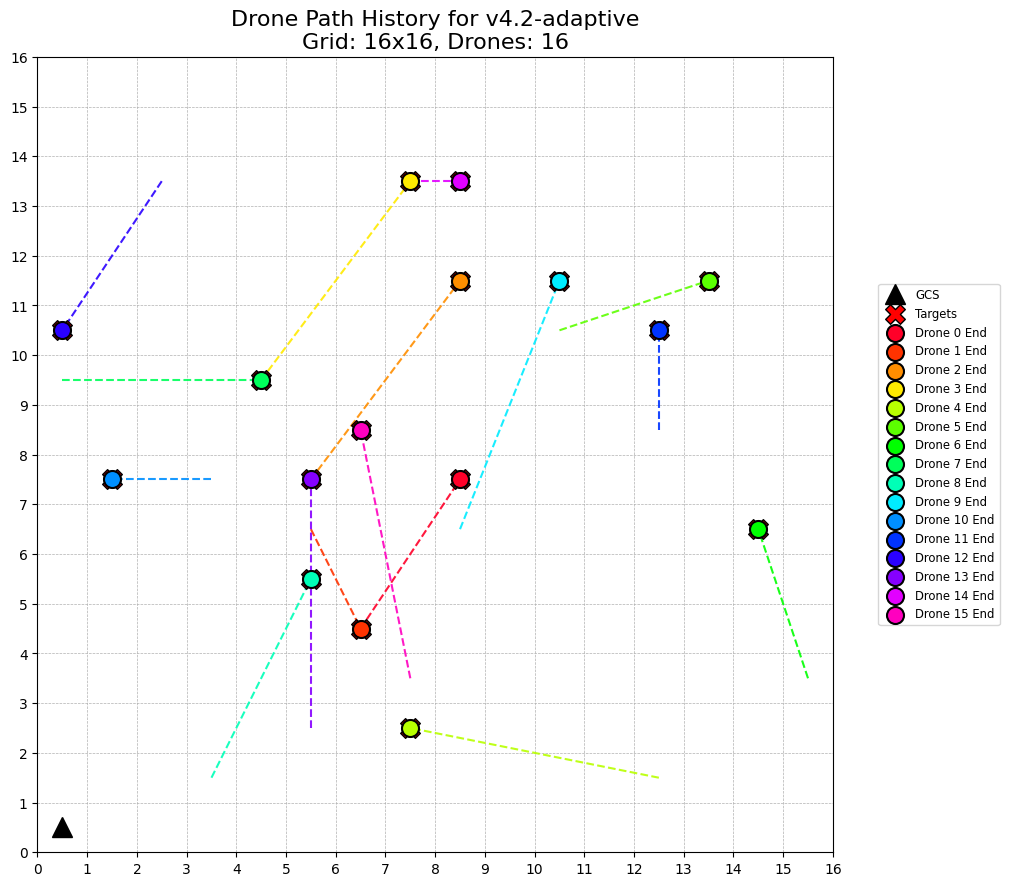 Drone Path History for v4.2-adaptive
Grid: 16x16, Drones: 16
16
15
14
13
12
11
10
9
8
7
6
5
4
3
2
1
0
0 1 2 3 4 5 6 7 8 9 10 11 12 13 14 15 16
GCS
Targets
Drone 0 End
Drone 1 End
Drone 2 End
Drone 3 End
Drone 4 End
Drone 5 End
Drone 6 End
Drone 7 End
Drone 8 End
Drone 9 End
Drone 10 End
Drone 11 End
Drone 12 End
Drone 13 End
Drone 14 End
Drone 15 End